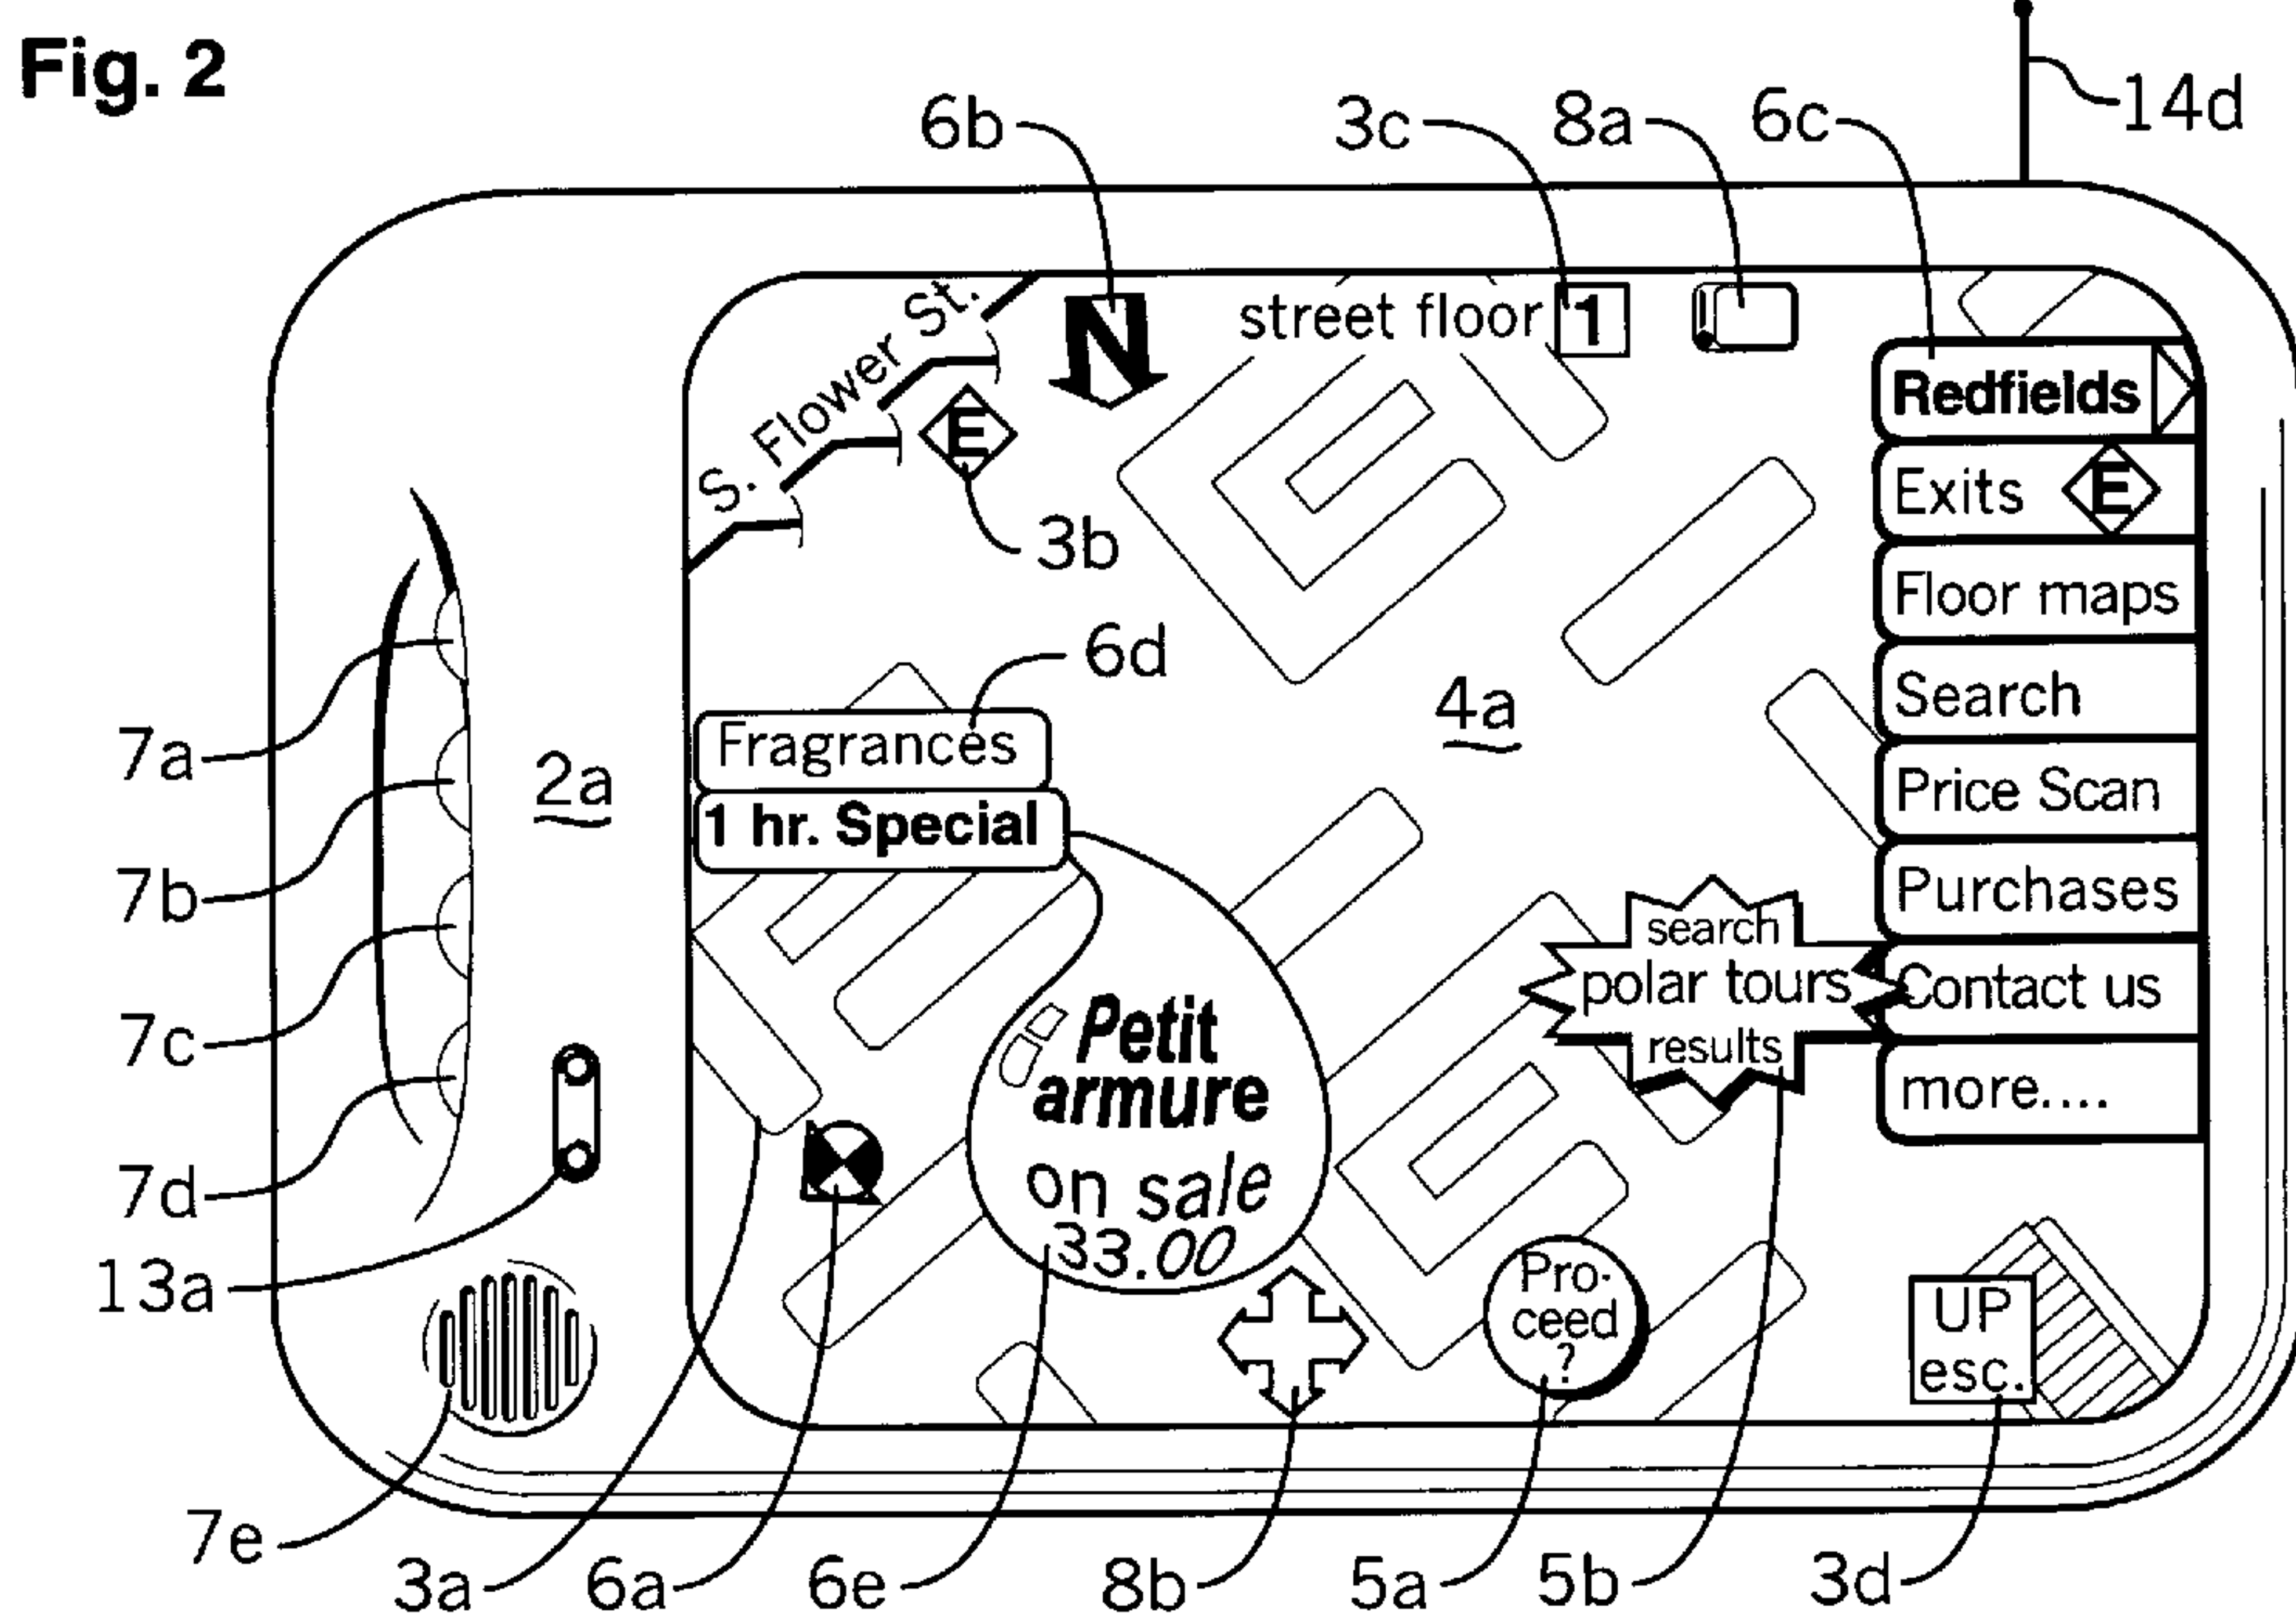 Fig. 2
14d
6b
3c
8a
6c
S. Flower St.
N
street floor 1
Redfields
E
Exits E
3b
Floor maps
6d
4a
Search
7a
Fragrances
2a
Price Scan
1 hr. Special
7b
Purchases
search
polar tours
results
Contact us
7c
Petit
armure
on sale
33.00
more....
7d
13a
Pro-
ceed
?
UP
esc.
7e
3a
6a
6e
8b
5a
5b
3d